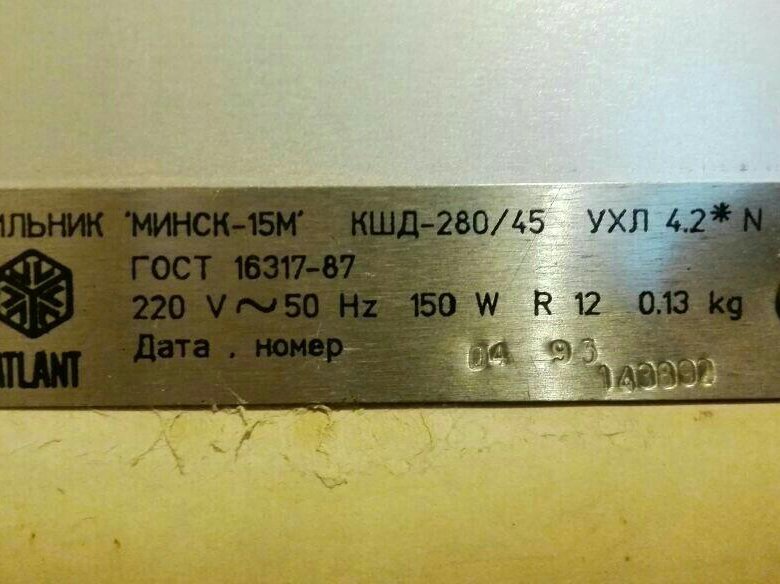 ИЛЬНИК "МИНСК-15М" КШД-280/45 УХЛ 4.2* N
ГОСТ 16317-87
220 V ~ 50 Hz 150 W R 12 0.13 kg
Дата , номер 04 93
ATLANT